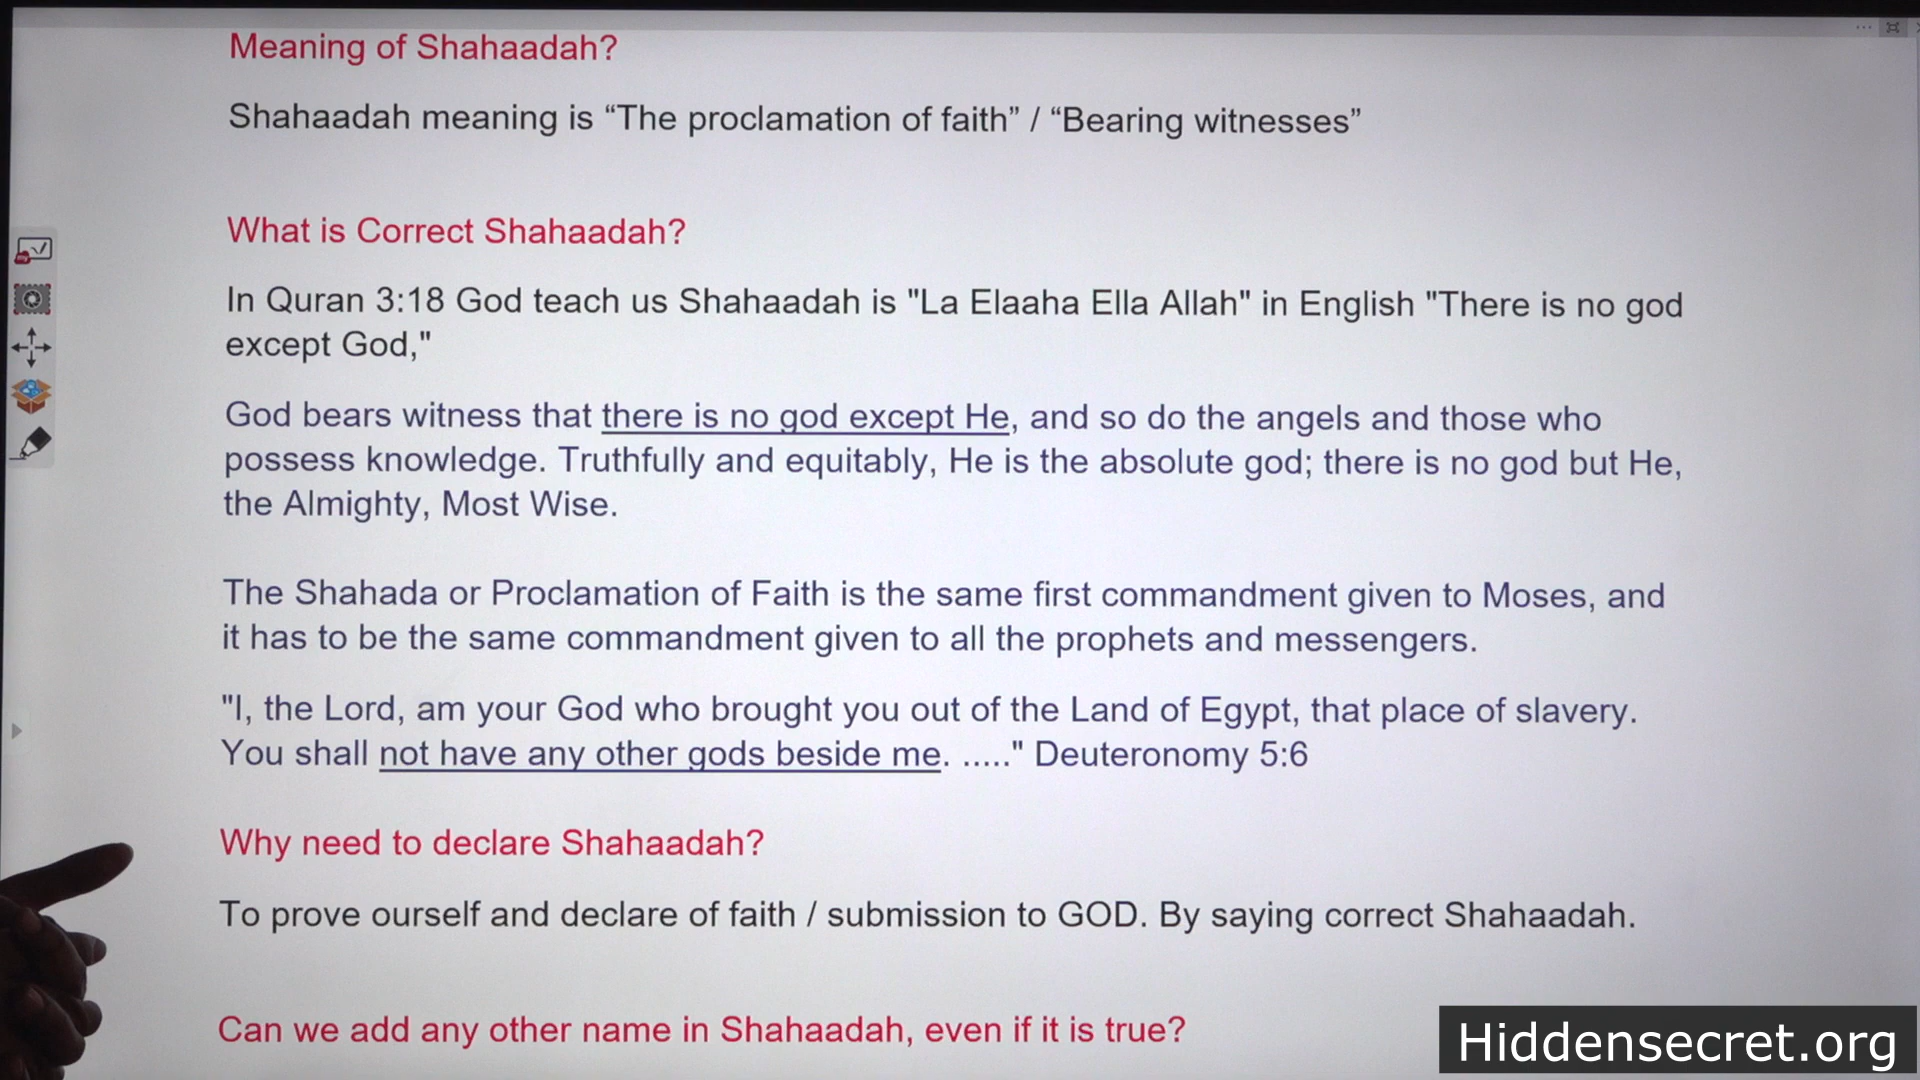 Meaning of Shahaadah?
Shahaadah meaning is “The proclamation of faith” / “Bearing witnesses”
What is Correct Shahaadah?
In Quran 3:18 God teach us Shahaadah is "La Elaaha Ella Allah" in English "There is no god
except God,"
God bears witness that there is no god except He, and so do the angels and those who
possess knowledge. Truthfully and equitably, He is the absolute god; there is no god but He,
the Almighty, Most Wise.
The Shahada or Proclamation of Faith is the same first commandment given to Moses, and
it has to be the same commandment given to all the prophets and messengers.
"I, the Lord, am your God who brought you out of the Land of Egypt, that place of slavery.
You shall not have any other gods beside me. ....." Deuteronomy 5:6
Why need to declare Shahaadah?
To prove ourself and declare of faith / submission to GOD. By saying correct Shahaadah.
Can we add any other name in Shahaadah, even if it is true?
Hiddensecret.org